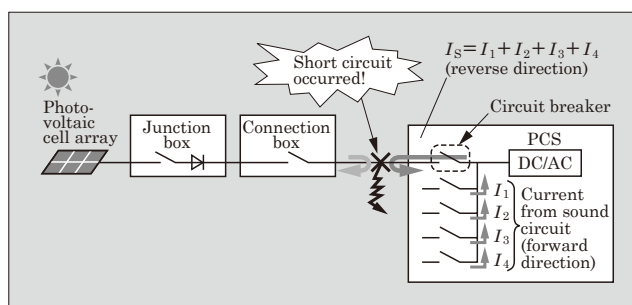 Short circuit
occurred!
I_S = I_1 + I_2 + I_3 + I_4
(reverse direction)
Circuit breaker
Photo-
voltaic
cell array
Junction
box
Connection
box
PCS
DC/AC
I_1
I_2
I_3
I_4
Current
from sound
circuit
(forward
direction)